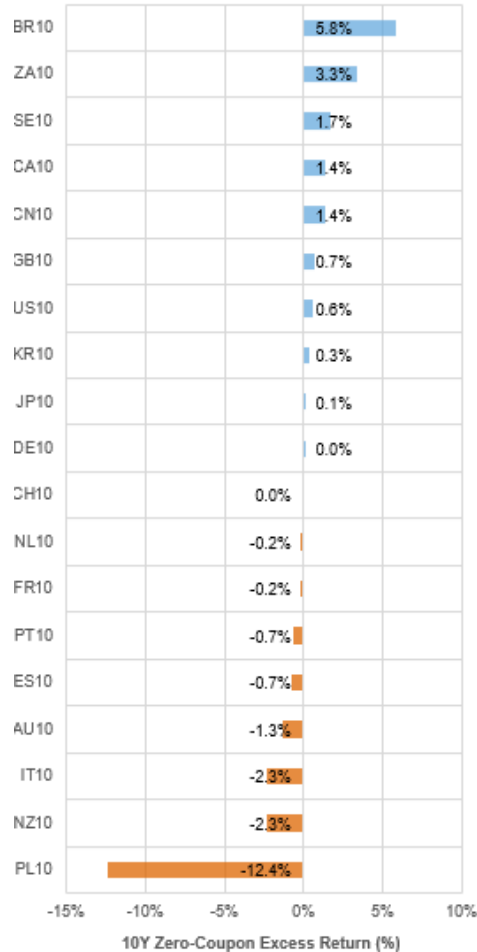 BR10 5.8%
ZA10 3.3%
SE10 1.7%
CA10 1.4%
CN10 1.4%
GB10 0.7%
US10 0.6%
KR10 0.3%
JP10 0.1%
DE10 0.0%
CH10 0.0%
NL10 -0.2%
FR10 -0.2%
PT10 -0.7%
ES10 -0.7%
AU10 -1.3%
IT10 -2.3%
NZ10 -2.3%
PL10 -12.4%
-15% -10% -5% 0% 5% 10%
10Y Zero-Coupon Excess Return (%)